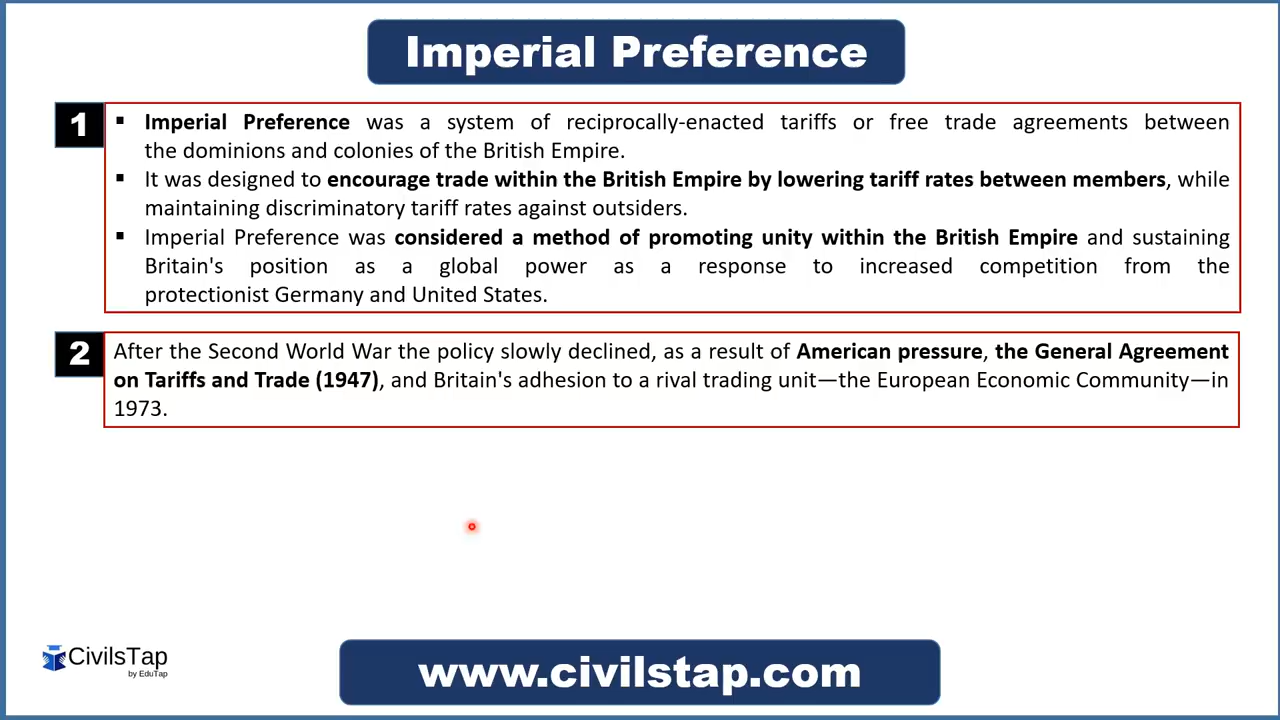 Imperial Preference
1
▪ Imperial Preference was a system of reciprocally-enacted tariffs or free trade agreements between
the dominions and colonies of the British Empire.
▪ It was designed to encourage trade within the British Empire by lowering tariff rates between members, while
maintaining discriminatory tariff rates against outsiders.
▪ Imperial Preference was considered a method of promoting unity within the British Empire and sustaining
Britain's position as a global power as a response to increased competition from the
protectionist Germany and United States.
2
After the Second World War the policy slowly declined, as a result of American pressure, the General Agreement
on Tariffs and Trade (1947), and Britain's adhesion to a rival trading unit—the European Economic Community—in
1973.
CivilsTap
by EduTap
www.civilstap.com